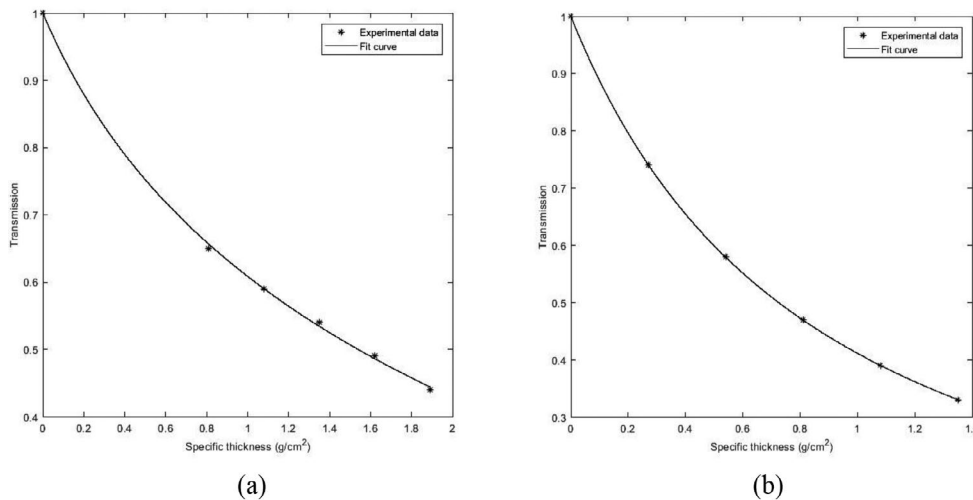 1
0.9
0.8
0.7
0.6
0.5
0.4
Transmission
0 0.2 0.4 0.6 0.8 1 1.2 1.4 1.6 1.8 2
Specific thickness (g/cm2)
Experimental data
Fit curve
(a)
1
0.9
0.8
0.7
0.6
0.5
0.4
0.3
Transmission
0 0.2 0.4 0.6 0.8 1 1.2 1.4
Specific thickness (g/cm2)
Experimental data
Fit curve
(b)